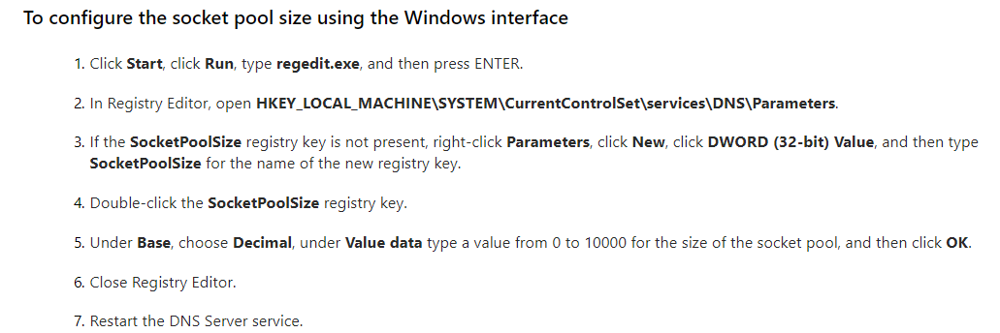 To configure the socket pool size using the Windows interface
1. Click Start, click Run, type regedit.exe, and then press ENTER.
2. In Registry Editor, open HKEY_LOCAL_MACHINE\SYSTEM\CurrentControlSet\services\DNS\Parameters.
3. If the SocketPoolSize registry key is not present, right-click Parameters, click New, click DWORD (32-bit) Value, and then type
SocketPoolSize for the name of the new registry key.
4. Double-click the SocketPoolSize registry key.
5. Under Base, choose Decimal, under Value data type a value from 0 to 10000 for the size of the socket pool, and then click OK.
6. Close Registry Editor.
7. Restart the DNS Server service.